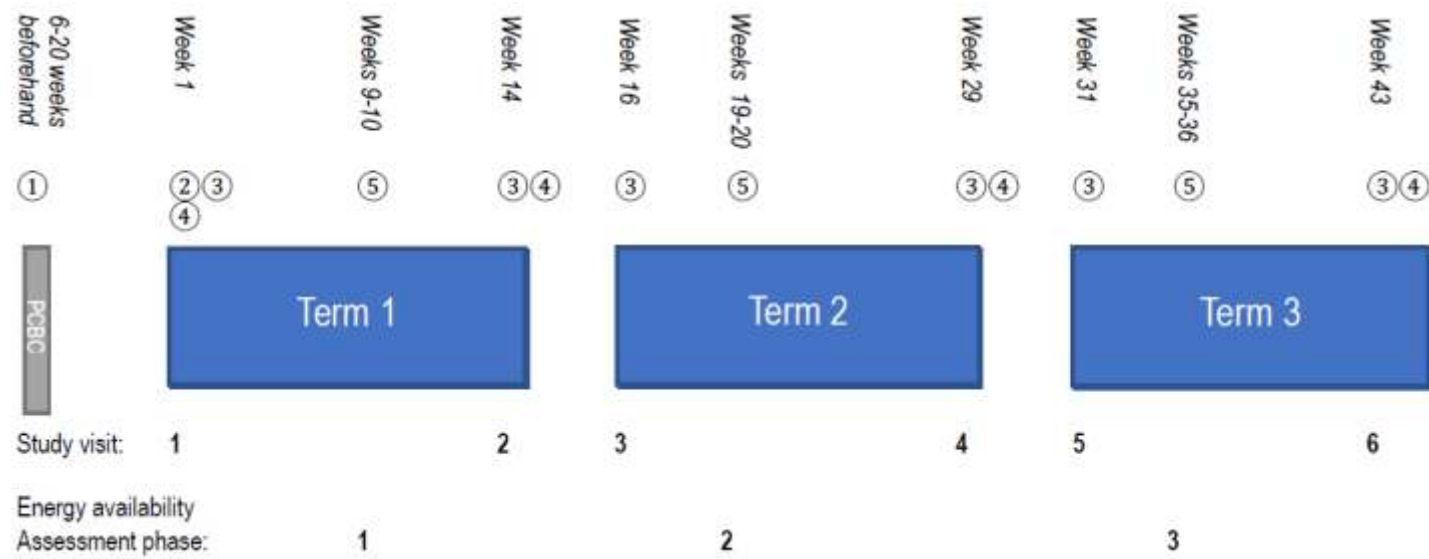 6-20 weeks
beforehand
Week 1
Weeks 9-10
Week 14
Week 16
Weeks 19-20
Week 29
Week 31
Weeks 35-36
Week 43
① ②③ ⑤ ③④ ③ ⑤ ③④ ③ ⑤ ③④
④
PCBC
Term 1 Term 2 Term 3
Study visit: 1 2 3 4 5 6
Energy availability
Assessment phase: 1 2 3